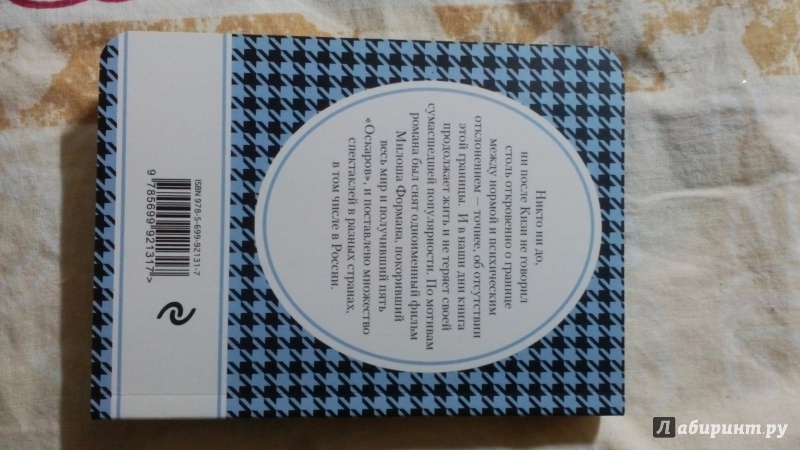 Никто ни до,
ни после Кизи не говорил
столь откровенно о границе
между нормой и психическим
отклонением — точнее, об отсутствии
этой границы. И в наши дни книга
продолжает жить и не теряет своей
сумасшедшей популярности. По мотивам
романа был снят одноименный фильм
Милоша Формана, покоривший
весь мир и получивший пять
«Оскаров», и поставлено множество
спектаклей в разных странах,
в том числе в России.
ISBN 978-5-699-92131-7
9 785699 921317 >
Лабиринт.ру